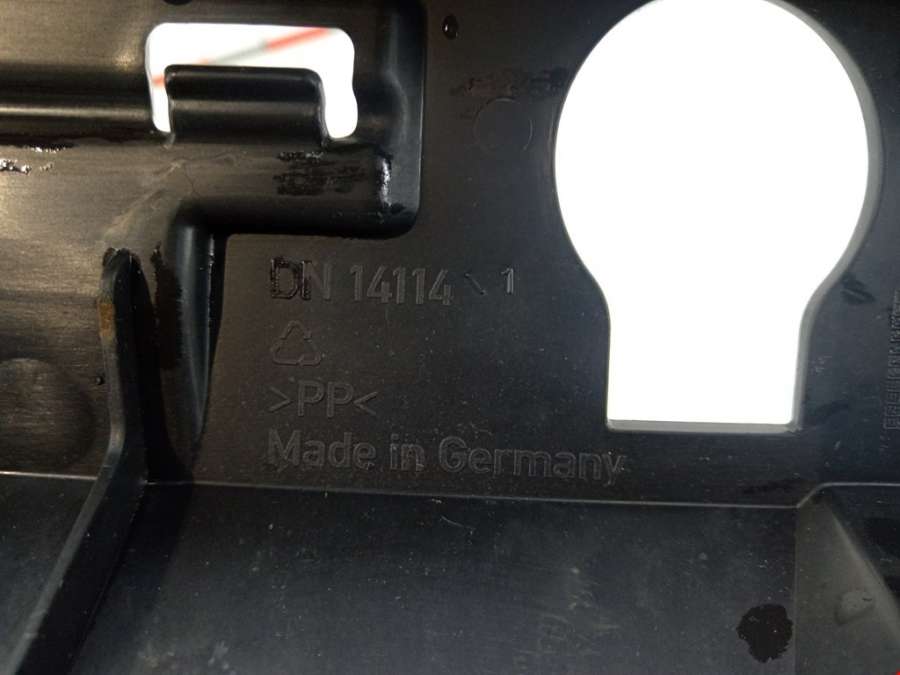 DN 14114 \ 1
>PP<
Made in Germany